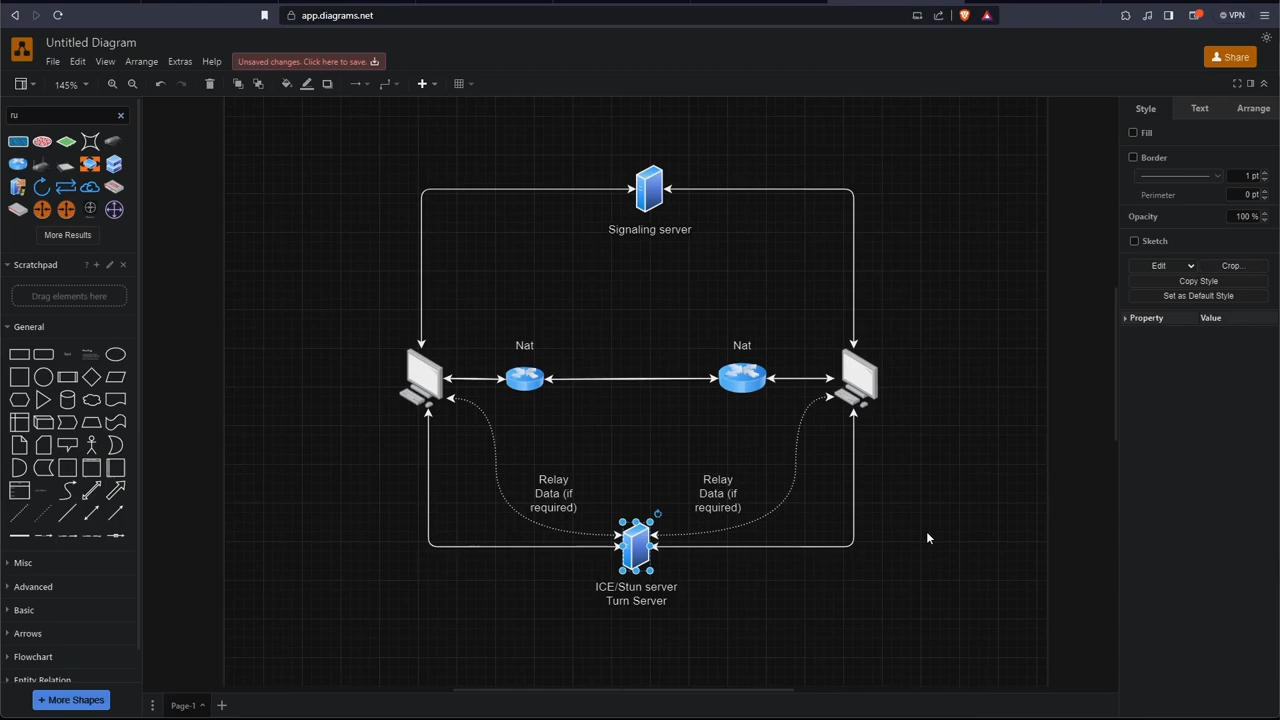 app.diagrams.net
VPN
Untitled Diagram
File Edit View Arrange Extras Help
Unsaved changes. Click here to save.
Share
145%
ru
More Results
Scratchpad
?
Drag elements here
General
Misc
Advanced
Basic
Arrows
Flowchart
Entity Relation
+ More Shapes
Signaling server
Nat
Nat
Relay
Data (if
required)
Relay
Data (if
required)
ICE/Stun server
Turn Server
Page-1
Style Text Arrange
Fill
Border
1 pt
Perimeter
0 pt
Opacity
100 %
Sketch
Edit
Crop...
Copy Style
Set as Default Style
Property Value